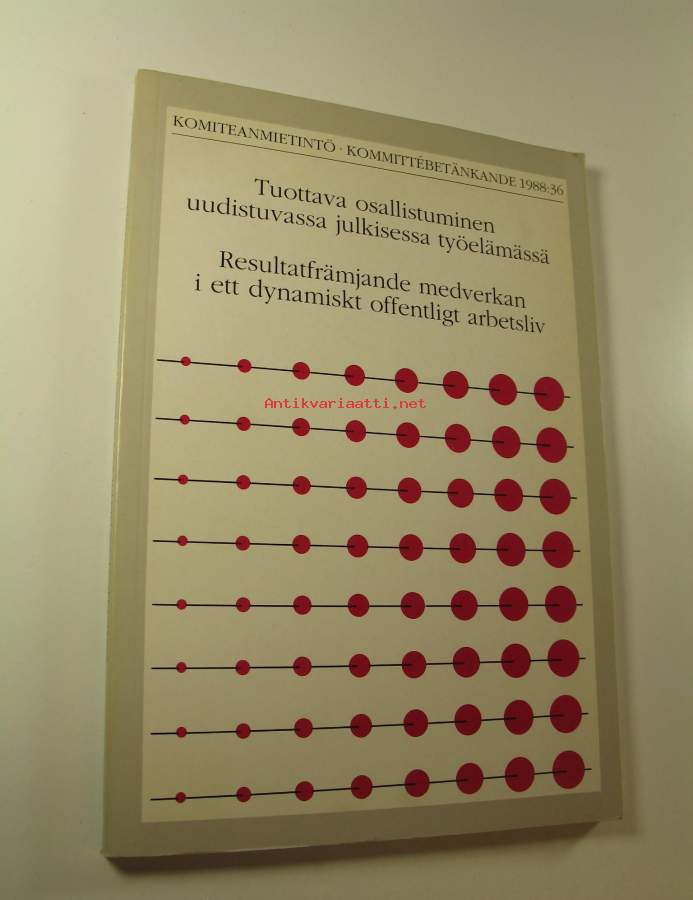 KOMITEANMIETINTÖ · KOMMITTÉBETÄNKANDE 1988:36
Tuottava osallistuminen
uudistuvassa julkisessa työelämässä
Resultatfrämjande medverkan
i ett dynamiskt offentligt arbetsliv
Antikvariaatti.net